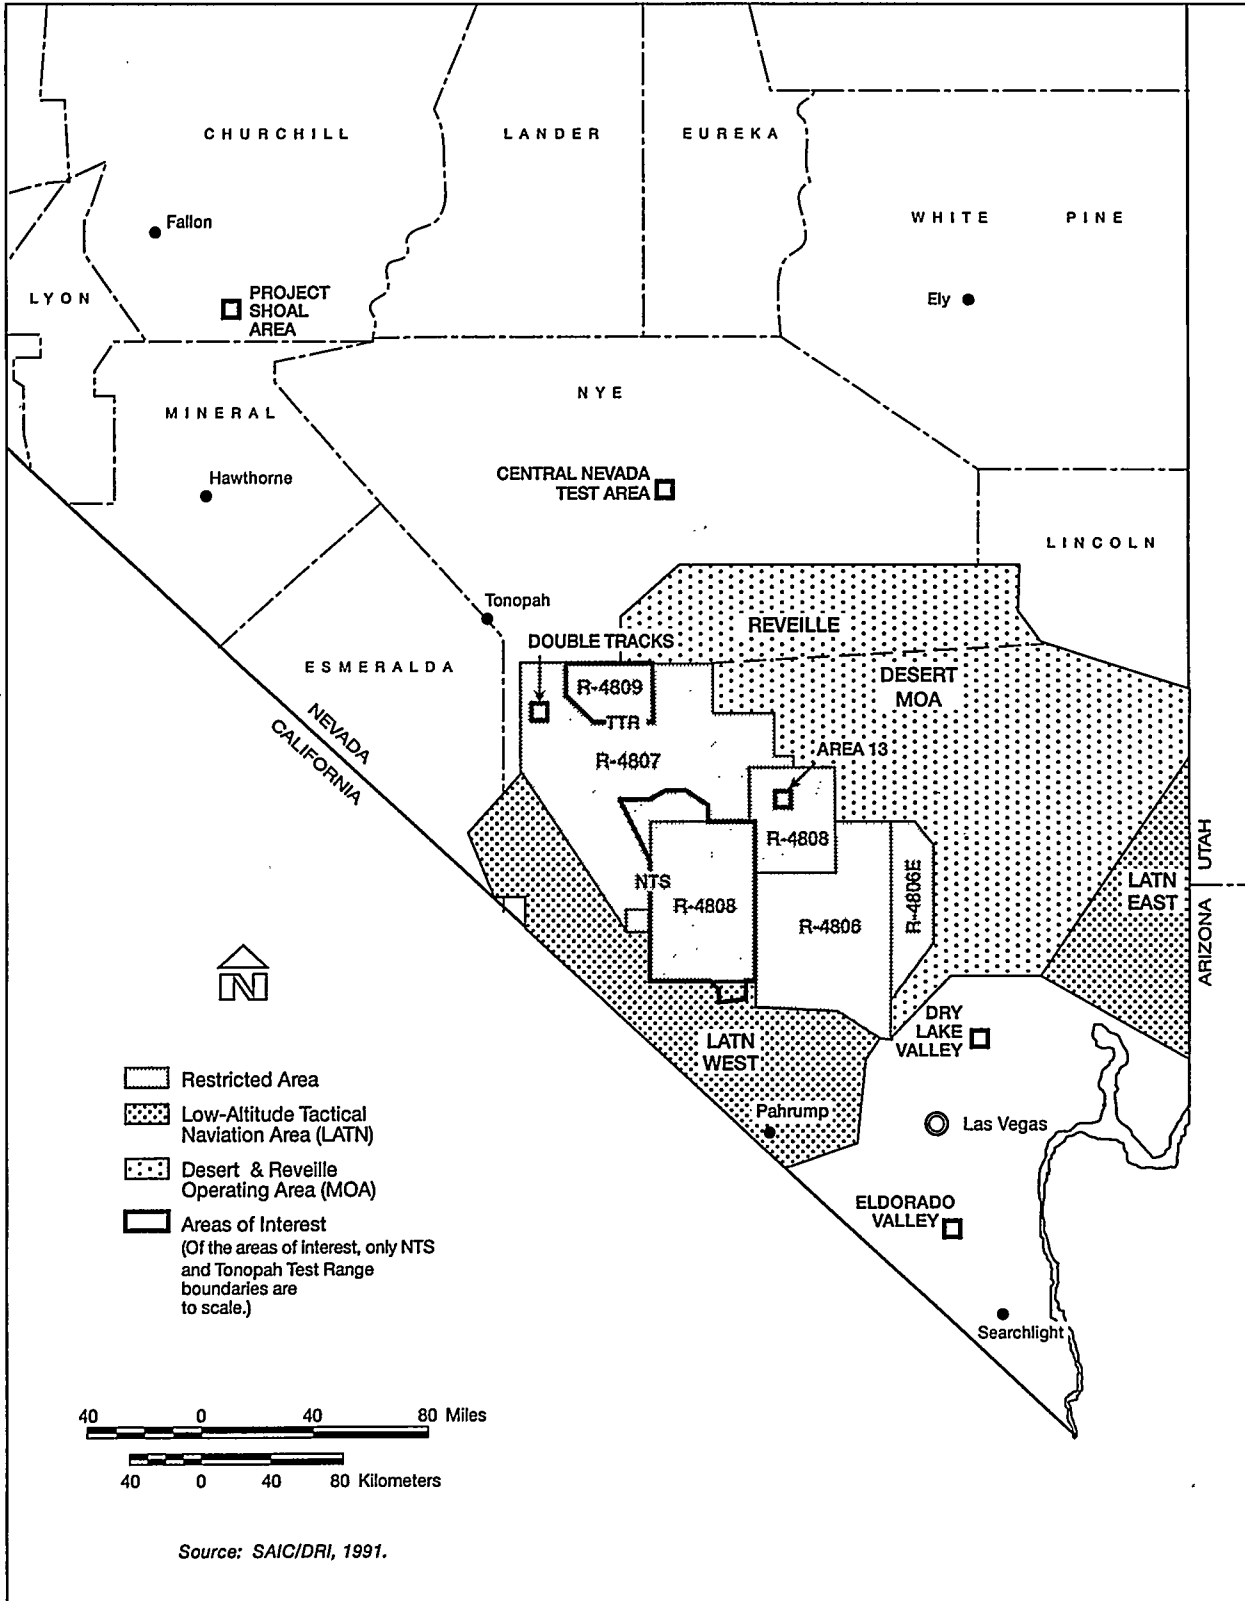 CHURCHILL
LANDER
EUREKA
WHITE PINE
Fallon
LYON
PROJECT
SHOAL
AREA
Ely
NYE
MINERAL
Hawthorne
CENTRAL NEVADA
TEST AREA
LINCOLN
Tonopah
REVEILLE
DOUBLE TRACKS
ESMERALDA
R-4809
DESERT
MOA
NEVADA
CALIFORNIA
TTR
R-4807
AREA 13
R-4808
UTAH
ARIZONA
NTS
R-4808
R-4806
R-4806E
LATN
EAST
N
DRY
LAKE
VALLEY
LATN
WEST
Pahrump
Las Vegas
ELDORADO
VALLEY
Searchlight
Restricted Area
Low-Altitude Tactical
Naviation Area (LATN)
Desert & Reveille
Operating Area (MOA)
Areas of Interest
(Of the areas of interest, only NTS
and Tonopah Test Range
boundaries are
to scale.)
40 0 40 80 Miles
40 0 40 80 Kilometers
Source: SAIC/DRI, 1991.